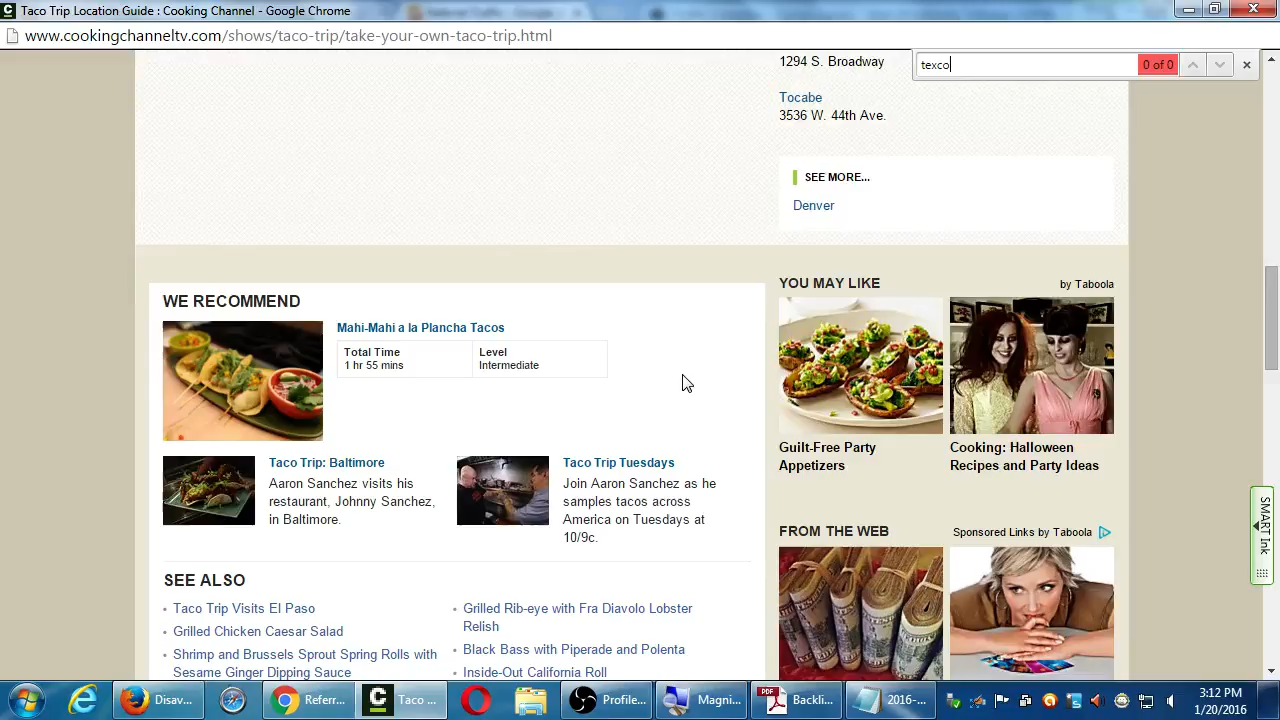 Taco Trip Location Guide : Cooking Channel - Google Chrome
www.cookingchanneltv.com/shows/taco-trip/take-your-own-taco-trip.html
texco
0 of 0
1294 S. Broadway
Tocabe
3536 W. 44th Ave.
SEE MORE...
Denver
WE RECOMMEND
Mahi-Mahi a la Plancha Tacos
Total Time
1 hr 55 mins
Level
Intermediate
Taco Trip: Baltimore
Aaron Sanchez visits his
restaurant, Johnny Sanchez,
in Baltimore.
Taco Trip Tuesdays
Join Aaron Sanchez as he
samples tacos across
America on Tuesdays at
10/9c.
SEE ALSO
Taco Trip Visits El Paso
Grilled Chicken Caesar Salad
Shrimp and Brussels Sprout Spring Rolls with
Sesame Ginger Dipping Sauce
Grilled Rib-eye with Fra Diavolo Lobster
Relish
Black Bass with Piperade and Polenta
Inside-Out California Roll
YOU MAY LIKE
by Taboola
Guilt-Free Party
Appetizers
Cooking: Halloween
Recipes and Party Ideas
FROM THE WEB
Sponsored Links by Taboola
SMART Ink
Disav...
Referr...
Taco ...
Profile...
Magni...
PDF
Backli...
2016-...
3:12 PM
1/20/2016